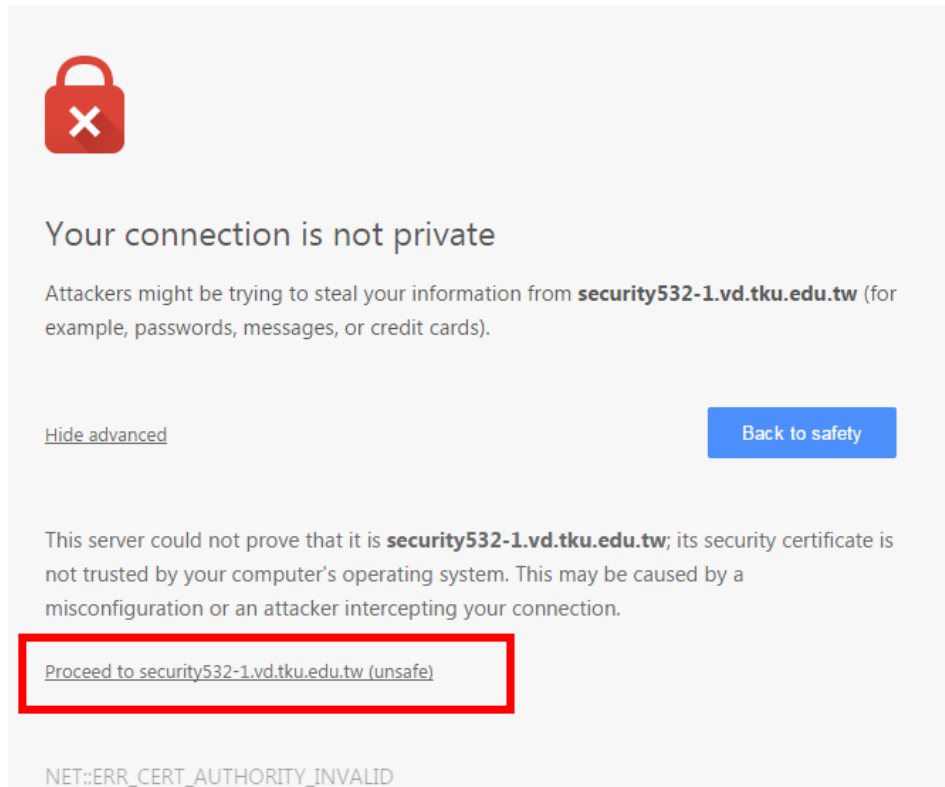 Your connection is not private
Attackers might be trying to steal your information from security532-1.vd.tku.edu.tw (for
example, passwords, messages, or credit cards).
Hide advanced
Back to safety
This server could not prove that it is security532-1.vd.tku.edu.tw; its security certificate is
not trusted by your computer's operating system. This may be caused by a
misconfiguration or an attacker intercepting your connection.
Proceed to security532-1.vd.tku.edu.tw (unsafe)
NET::ERR_CERT_AUTHORITY_INVALID